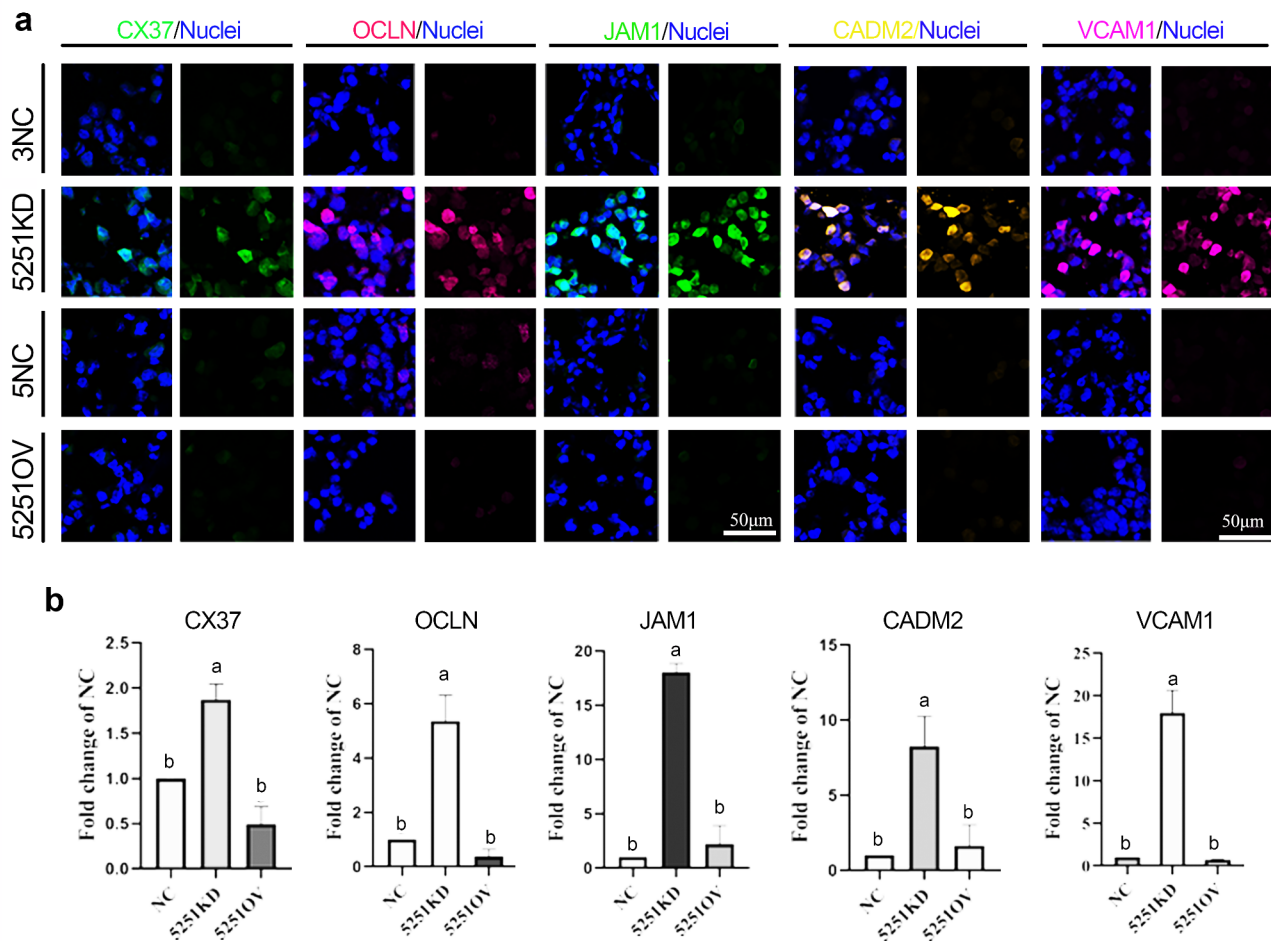 a
CX37/Nuclei OCLN/Nuclei JAM1/Nuclei CADM2/Nuclei VCAM1/Nuclei
3NC
5251KD
5NC
5251OV
50μm 50μm
b
CX37
Fold change of NC
2.5
2.0
1.5
1.0
0.5
0.0
b a b
NC 5251KD 5251OV
OCLN
Fold change of NC
8
6
4
2
0
b a b
NC 5251KD 5251OV
JAM1
Fold change of NC
20
15
10
5
0
b a b
NC 5251KD 5251OV
CADM2
Fold change of NC
15
10
5
0
b a b
NC 5251KD 5251OV
VCAM1
Fold change of NC
25
20
15
10
5
0
b a b
NC 5251KD 5251OV